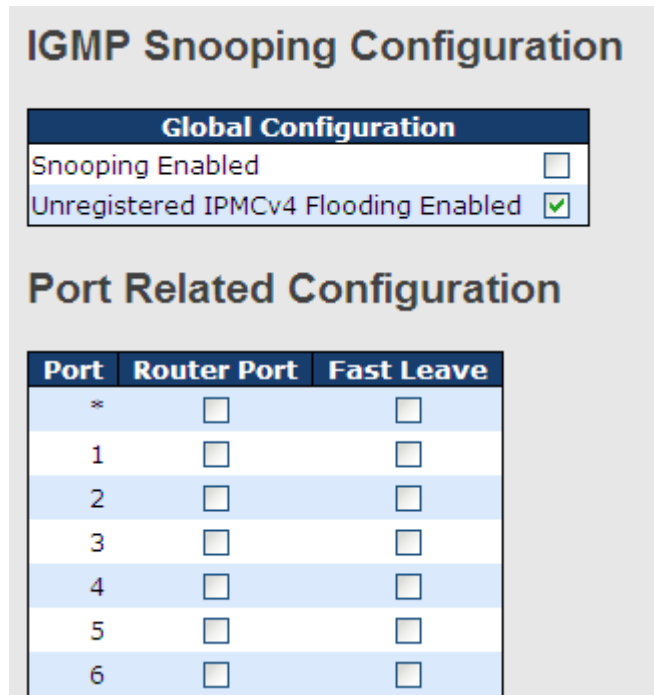 IGMP Snooping Configuration
Global Configuration
Snooping Enabled
Unregistered IPMCv4 Flooding Enabled
Port Related Configuration
Port Router Port Fast Leave
*
1
2
3
4
5
6